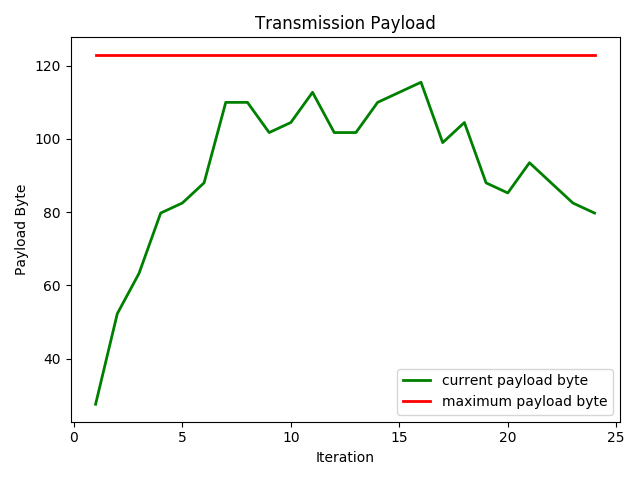 Transmission Payload
120
100
80
60
40
Payload Byte
current payload byte
maximum payload byte
0
5
10
15
20
25
Iteration